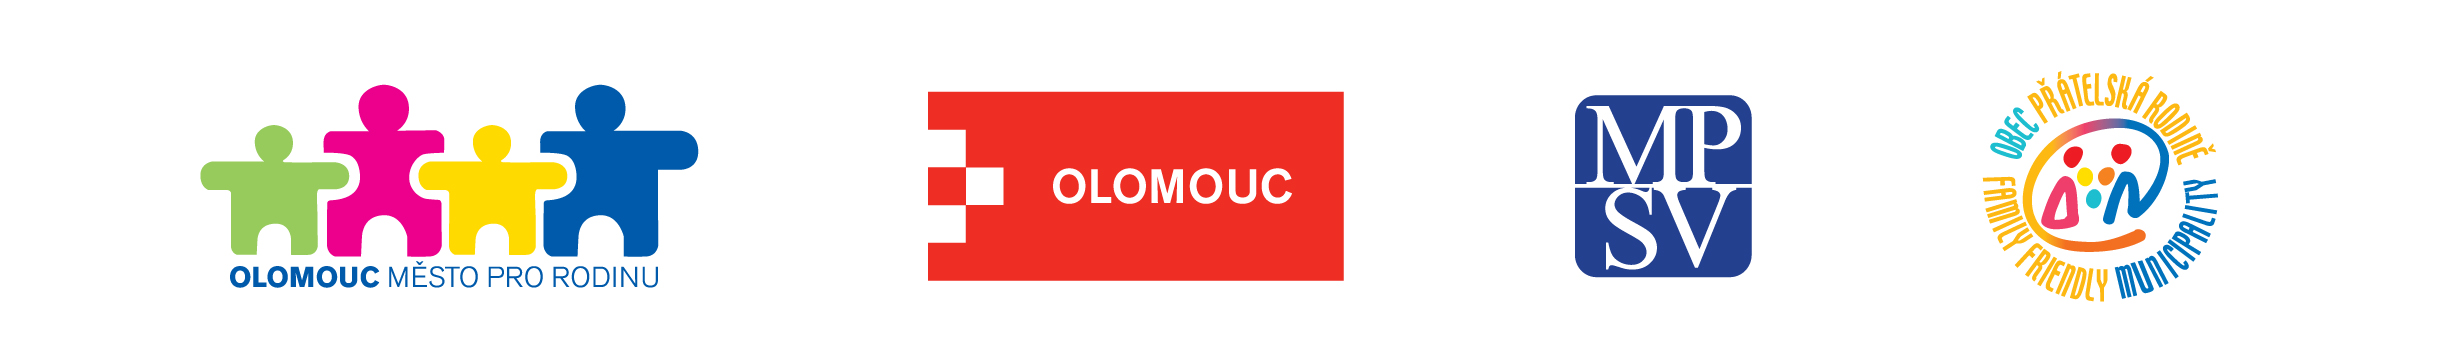 OLOMOUC MĚSTO PRO RODINU
OLOMOUC
MP
SV
OBEC PŘÁTELSKÁ RODINĚ
FAMILY FRIENDLY MUNICIPALITY